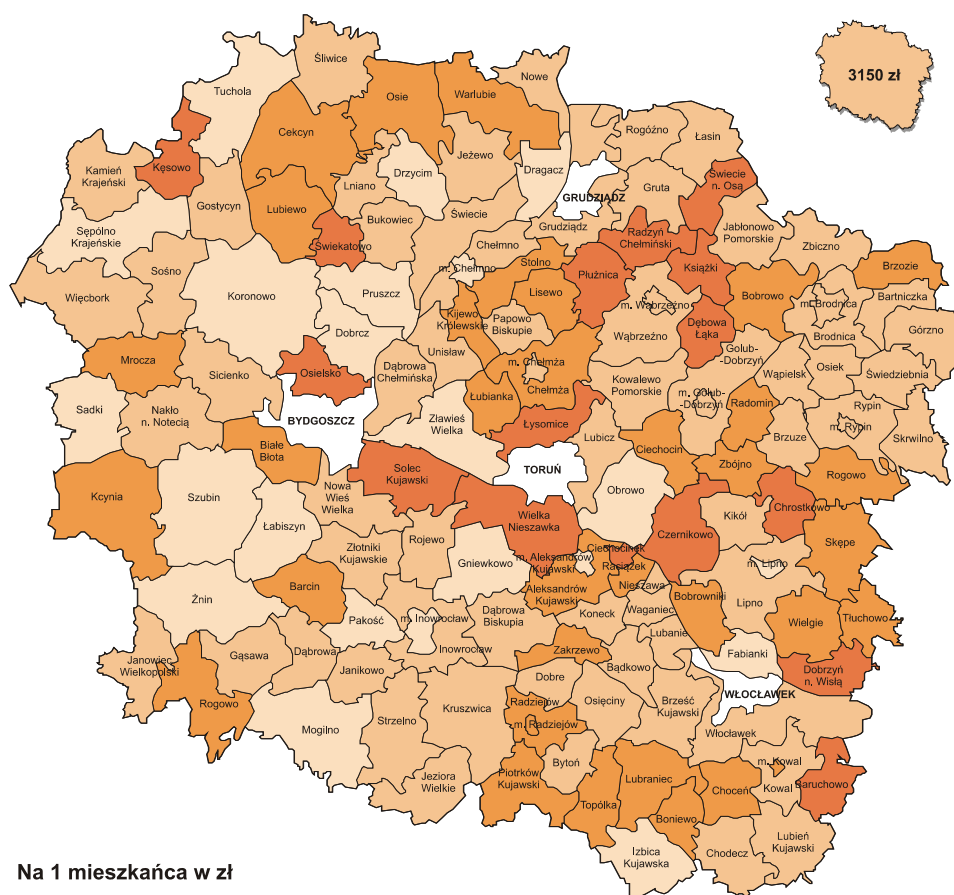 Śliwice
Nowe
Tuchola
3150 zł
Osie
Warlubie
Rogóźno
Łasin
Cekcyn
Jeżewo
Kamień
Krajeński
Kęsowo
Drzycim
Dragacz
Świecie
n. Osą
Lniano
GRUDZIĄDZ
Gruta
Gostycyn
Lubiewo
Bukowiec
Świecie
Grudziądz
Sępólno
Krajeńskie
Radzyń
Chełmiński
Jabłonowo
Pomorskie
Świekatowo
Chełmno
Zbiczno
Sośno
m. Chełmno
Stolno
Płużnica
Książki
Brzozie
Więcbork
Koronowo
Pruszcz
Lisewo
Bobrowo
m. Brodnica
Bartniczka
m. Wąbrzeźno
Kijewo
Królewskie
Papowo
Biskupie
Dębowa
Łąka
Brodnica
Górzno
Dobrcz
Wąbrzeźno
Golub-
-Dobrzyń
Mrocza
Unisław
m. Chełmża
Osiek
Świedziebnia
Sicienko
Osielsko
Dąbrowa
Chełmińska
Wąpielsk
Kowalewo
Pomorskie
Chełmża
m. Golub-
-Dobrzyń
Łubianka
Radomin
Rypin
Sadki
Nakło
n. Notecią
BYDGOSZCZ
Zławieś
Wielka
Łysomice
m. Rypin
Skrwilno
Białe
Błota
Lubicz
Ciechocin
Brzuze
TORUŃ
Zbójno
Rogowo
Solec
Kujawski
Kcynia
Szubin
Nowa
Wieś
Wielka
Obrowo
Chrostkowo
Łabiszyn
Wielka
Nieszawka
Kikół
Czernikowo
Skępe
Rojewo
Złotniki
Kujawskie
Ciechocinek
m. Aleksandrów
Kujawski
Gniewkowo
Raciążek
m. Lipno
Barcin
Nieszawa
Aleksandrów
Kujawski
Bobrowniki
Żnin
Lipno
Dąbrowa
Biskupia
Koneck
Waganiec
Wielgie
Tłuchowo
Pakość
m. Inowrocław
Lubanie
Inowrocław
Fabianki
Gąsawa
Dąbrowa
Zakrzewo
Janowiec
Wielkopolski
Bądkowo
Janikowo
Dobre
Dobrzyń
n, Wisłą
WŁOCŁAWEK
Rogowo
Osięciny
Brześć
Kujawski
Radziejów
Kruszwica
Strzelno
m. Radziejów
Mogilno
Włocławek
Bytoń
m. Kowal
Jeziora
Wielkie
Piotrków
Kujawski
Lubraniec
Choceń
Kowal
Baruchowo
Topólka
Boniewo
Lubień
Kujawski
Izbica
Kujawska
Chodecz
Na 1 mieszkańca w zł